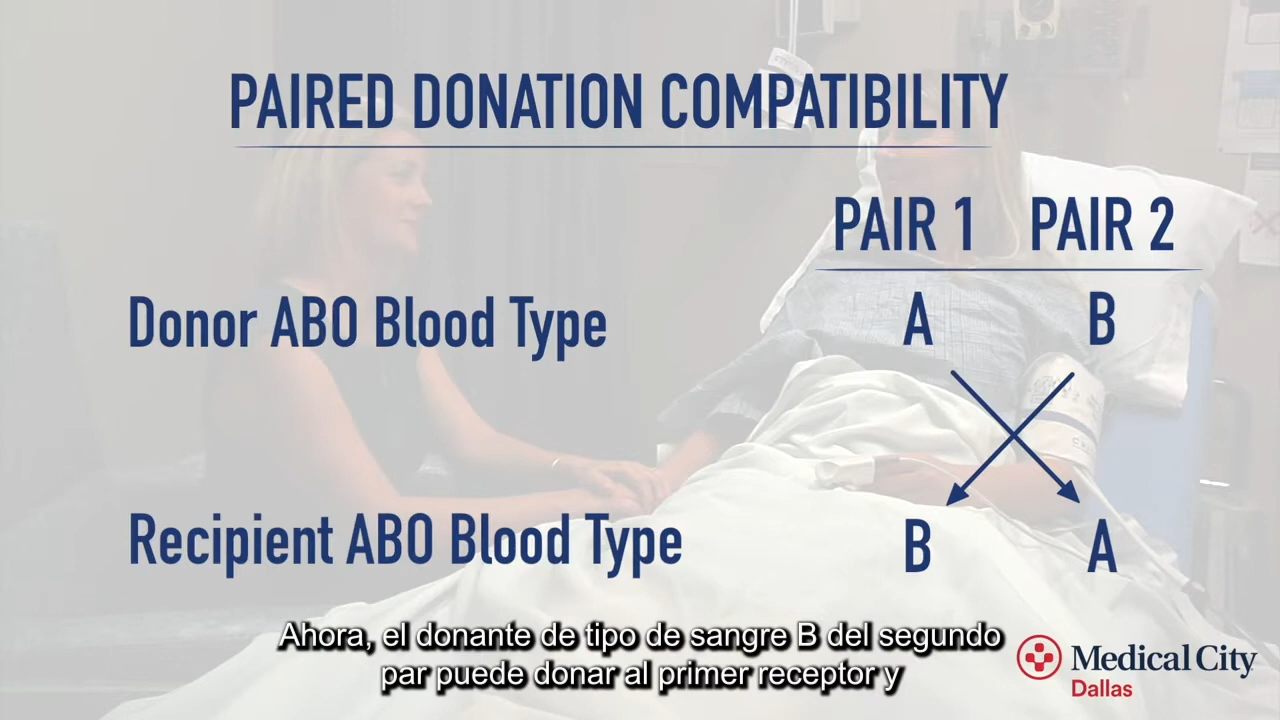 PAIRED DONATION COMPATIBILITY
PAIR 1 PAIR 2
Donor ABO Blood Type A B
Recipient ABO Blood Type B A
Ahora, el donante de tipo de sangre B del segundo
par puede donar al primer receptor y
Medical City
Dallas